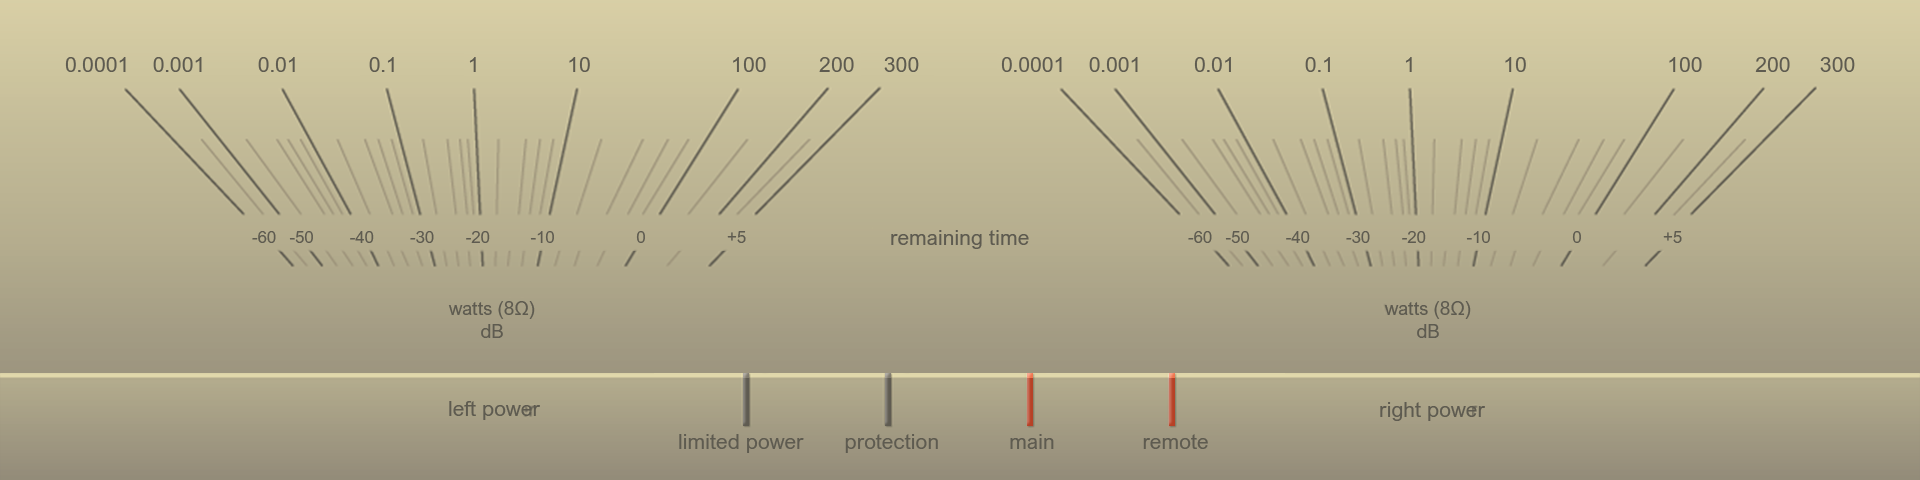 0.0001 0.001 0.01 0.1 1 10 100 200 300 0.0001 0.001 0.01 0.1 1 10 100 200 300
-60 -50 -40 -30 -20 -10 0 +5 remaining time -60 -50 -40 -30 -20 -10 0 +5
watts (8Ω) watts (8Ω)
dB dB
left power right power
limited power protection main remote